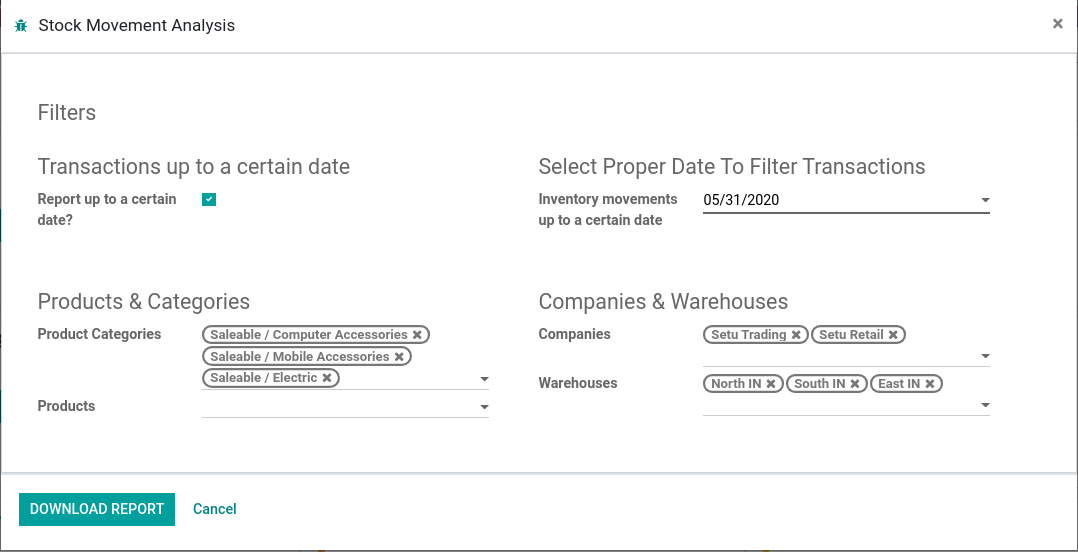 Stock Movement Analysis
×
Filters
Transactions up to a certain date
Report up to a certain
date?
Select Proper Date To Filter Transactions
Inventory movements
up to a certain date
05/31/2020
Products & Categories
Product Categories
Saleable / Computer Accessories ×
Saleable / Mobile Accessories ×
Saleable / Electric ×
Products
Companies & Warehouses
Companies
Setu Trading × Setu Retail ×
Warehouses
North IN × South IN × East IN ×
DOWNLOAD REPORT Cancel